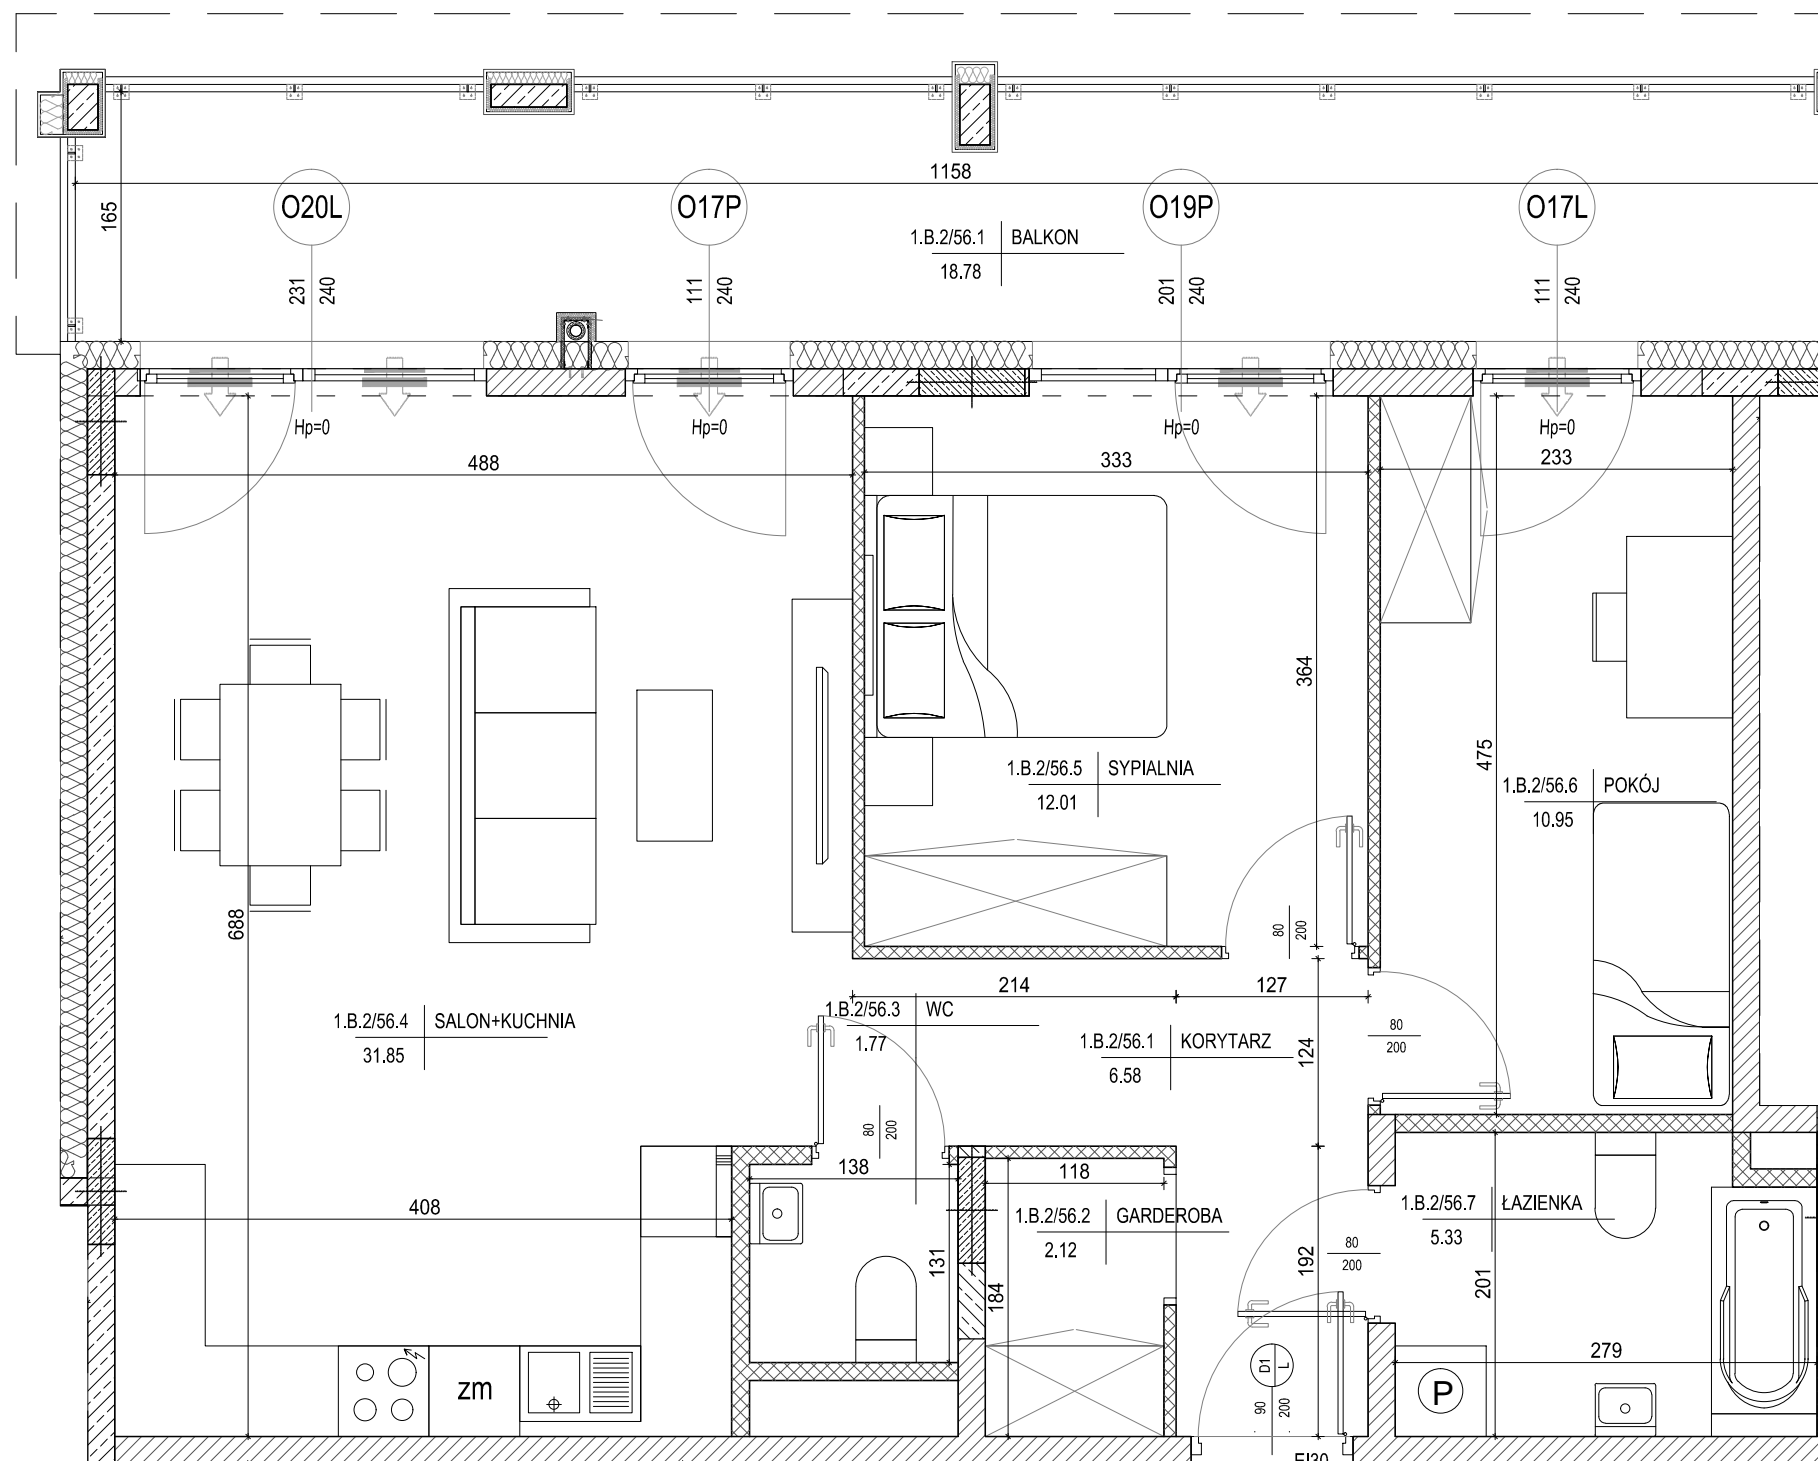 1158
165
O20L
O17P
O19P
O17L
1.B.2/56.1 BALKON
18.78
231 240
111 240
201 240
111 240
Hp=0
Hp=0
Hp=0
Hp=0
488
333
233
364
475
1.B.2/56.5 SYPIALNIA
12.01
1.B.2/56.6 POKÓJ
10.95
688
80 200
214
127
1.B.2/56.3 WC
1.77
1.B.2/56.4 SALON+KUCHNIA
31.85
1.B.2/56.1 KORYTARZ
6.58
124
80
200
80 200
138
118
408
1.B.2/56.2 GARDEROBA
2.12
1.B.2/56.7 ŁAZIENKA
5.33
131
184
192
80
200
201
279
D1 L
90 200
zm
P
EI30